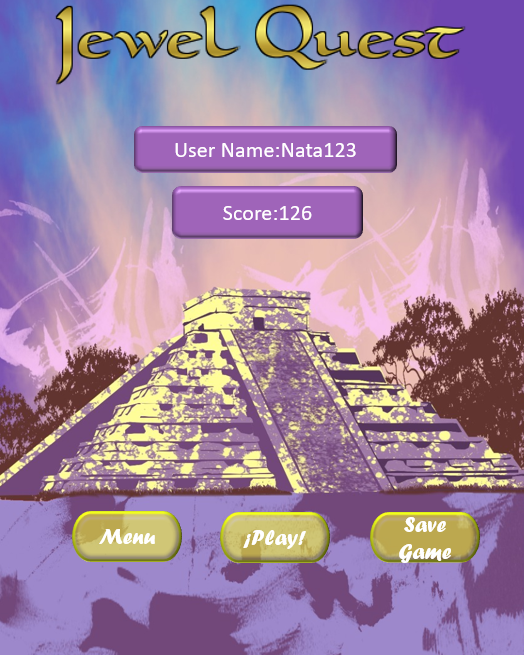 Jewel Quest
User Name:Nata123
Score:126
Menu
¡Play!
Save
Game